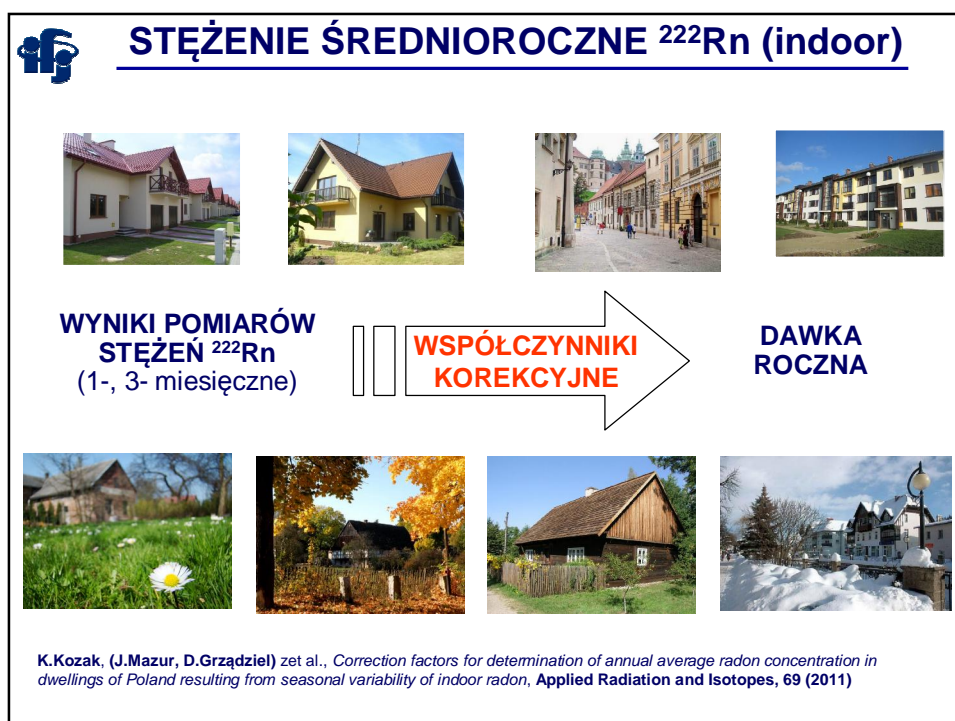 ifj
STĘŻENIE ŚREDNIOROCZNE ²²²Rn (indoor)
WYNIKI POMIARÓW
STĘŻEŃ ²²²Rn
(1-, 3- miesięczne)
WSPÓŁCZYNNIKI
KOREKCYJNE
DAWKA
ROCZNA
K.Kozak, (J.Mazur, D.Grządziel) zet al., Correction factors for determination of annual average radon concentration in
dwellings of Poland resulting from seasonal variability of indoor radon, Applied Radiation and Isotopes, 69 (2011)